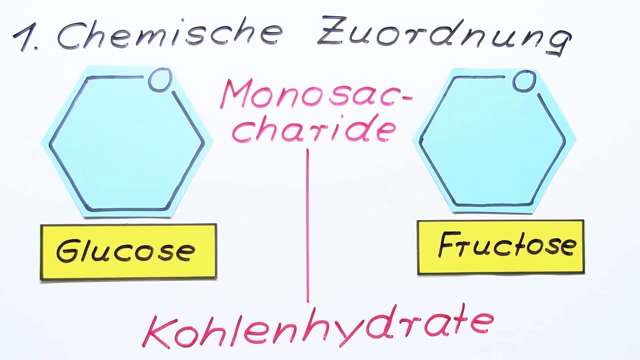 1. Chemische Zuordnung
Monosac-
charide
O
O
Glucose
Fructose
Kohlenhydrate